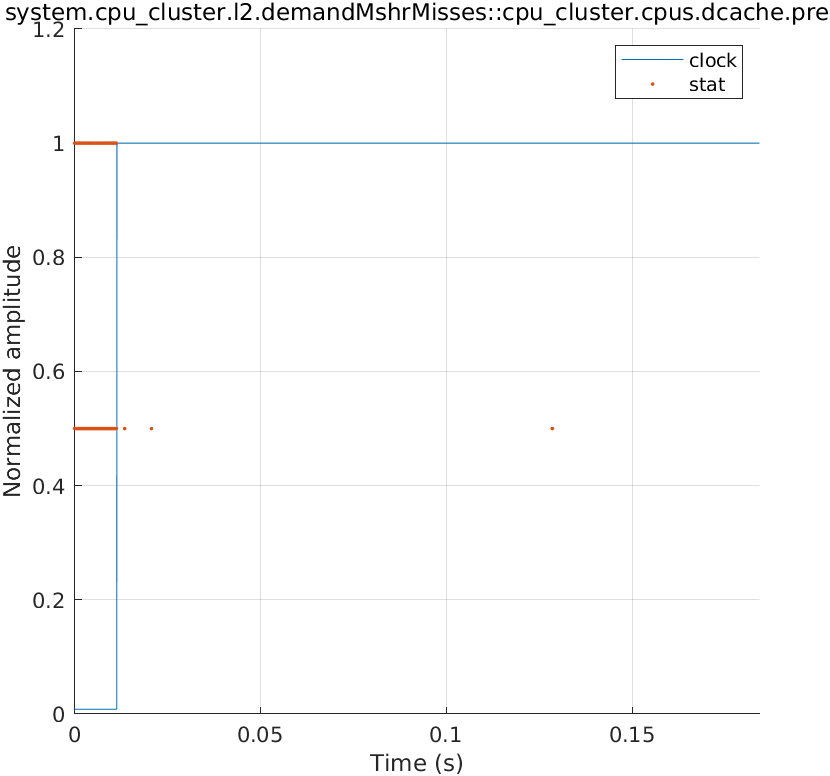 system.cpu_cluster.l2.demandMshrMisses::cpu_cluster.cpus.dcache.pre
1.2
clock
stat
1
0.8
Normalized amplitude
0.6
0.4
0.2
0
0 0.05 0.1 0.15
Time (s)